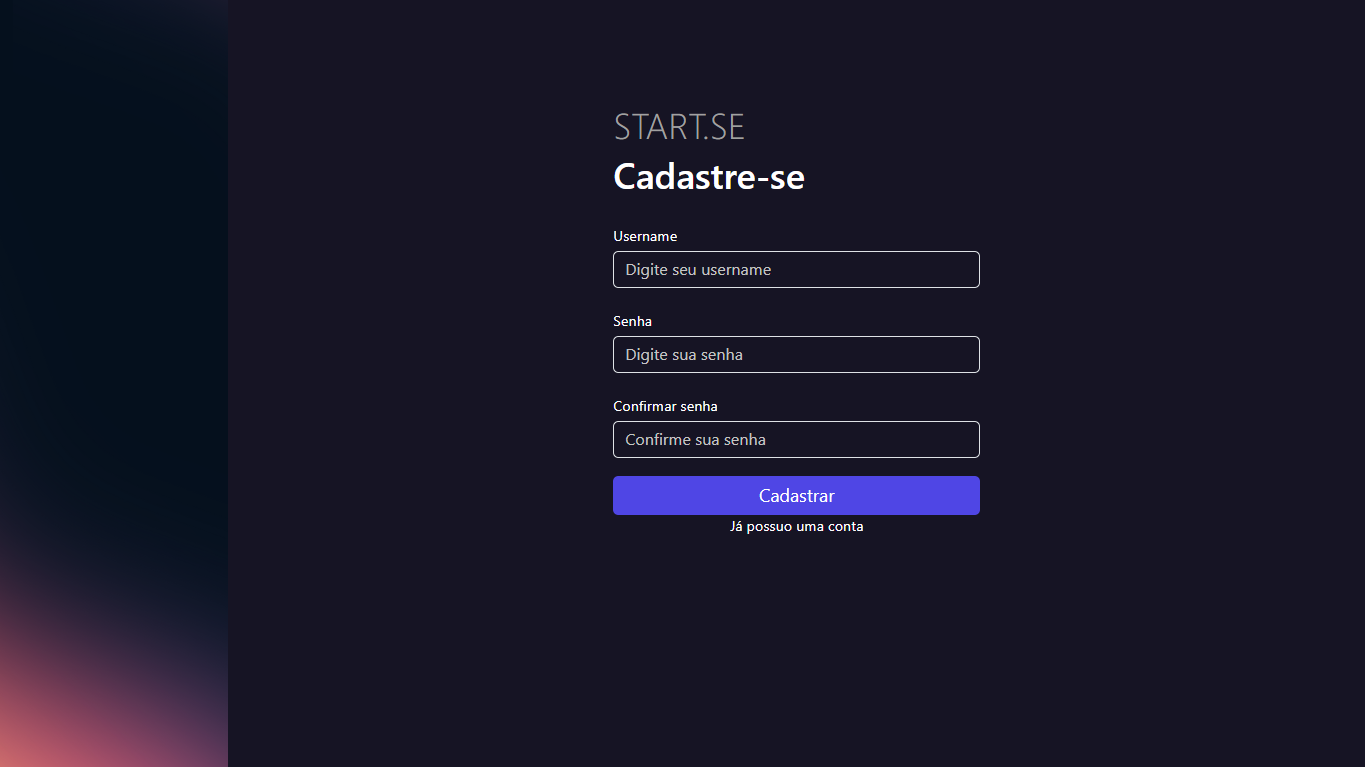 START.SE
Cadastre-se
Username
Digite seu username
Senha
Digite sua senha
Confirmar senha
Confirme sua senha
Cadastrar
Já possuo uma conta